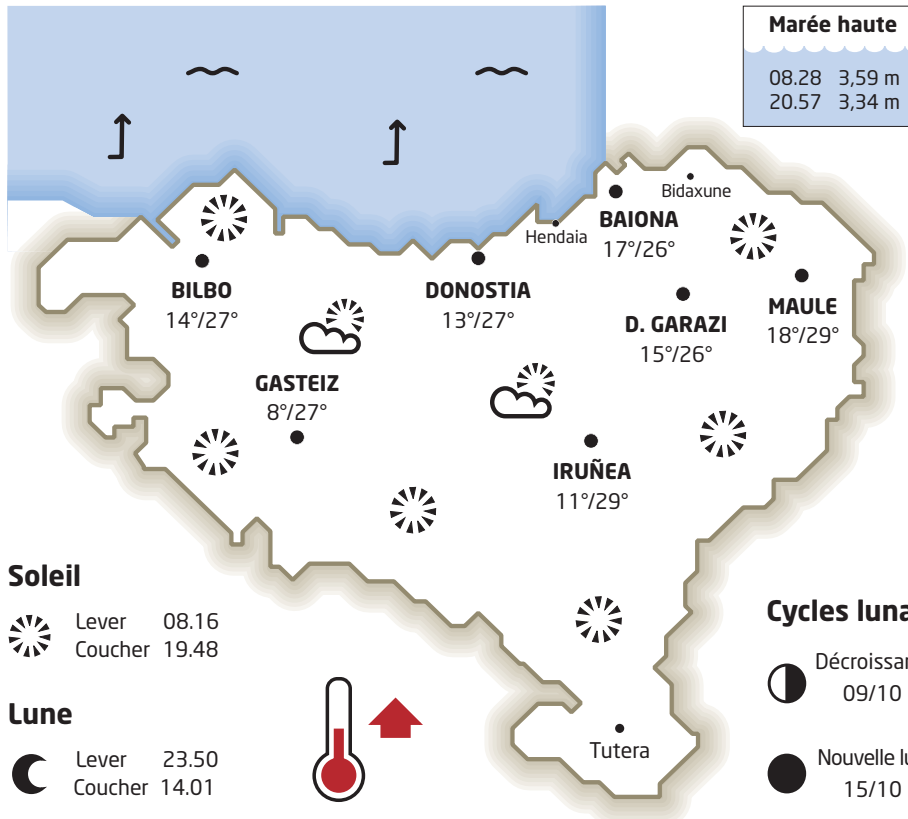 Marée haute
08.28 3,59 m
20.57 3,34 m
Bidaxune
BAIONA
17°/26°
Hendaia
BILBO
14°/27°
DONOSTIA
13°/27°
D. GARAZI
15°/26°
MAULE
18°/29°
GASTEIZ
8°/27°
IRUÑEA
11°/29°
Soleil
Lever 08.16
Coucher 19.48
Lune
Lever 23.50
Coucher 14.01
Tutera
Cycles luna
Décroissan
09/10
Nouvelle lu
15/10